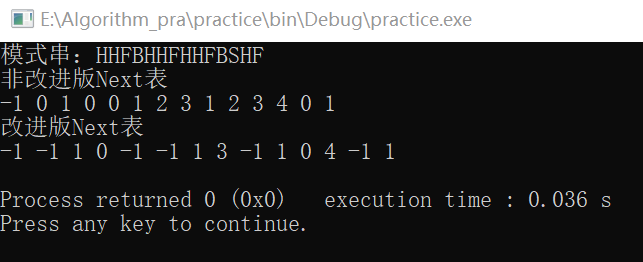 E:\Algorithm_pra\practice\bin\Debug\practice.exe
模式串：HHFBHHFHHFBSHF
非改进版Next表
-1 0 1 0 0 1 2 3 1 2 3 4 0 1
改进版Next表
-1 -1 1 0 -1 -1 1 3 -1 1 0 4 -1 1
Process returned 0 (0x0)   execution time : 0.036 s
Press any key to continue.